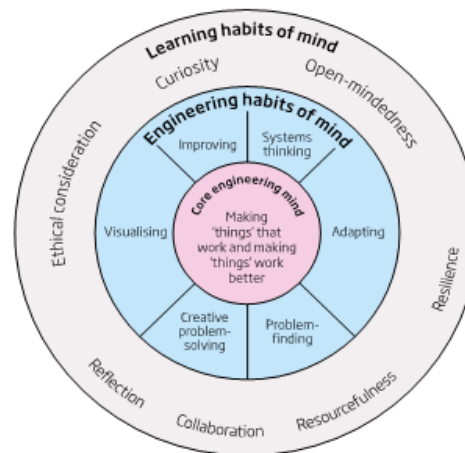 Learning habits of mind
Curiosity
Open-mindedness
Ethical consideration
Resilience
Reflection
Collaboration
Resourcefulness
Engineering habits of mind
Improving
Systems
thinking
Visualising
Adapting
Creative
problem-
solving
Problem-
finding
Core engineering mind
Making
'things' that
work and making
'things' work
better